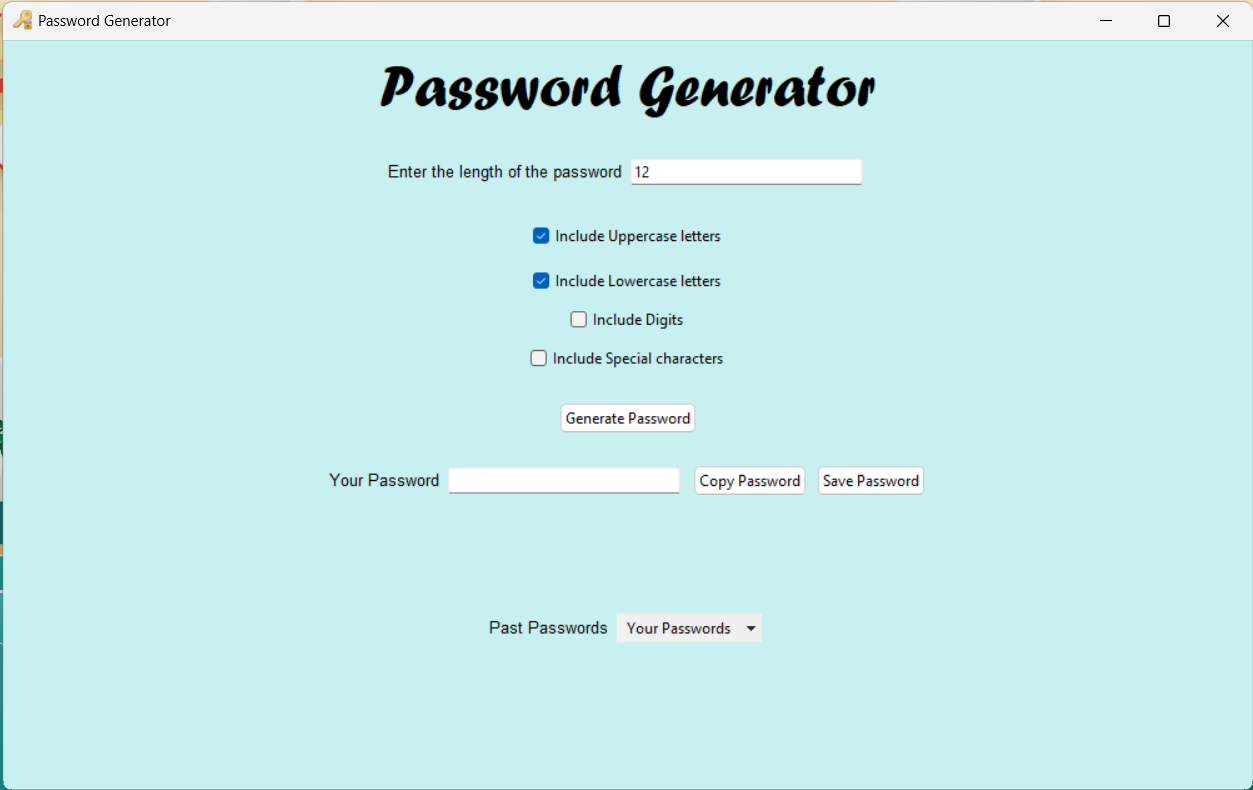 Password Generator
Password Generator
Enter the length of the password 12
Include Uppercase letters
Include Lowercase letters
Include Digits
Include Special characters
Generate Password
Your Password Copy Password Save Password
Past Passwords Your Passwords